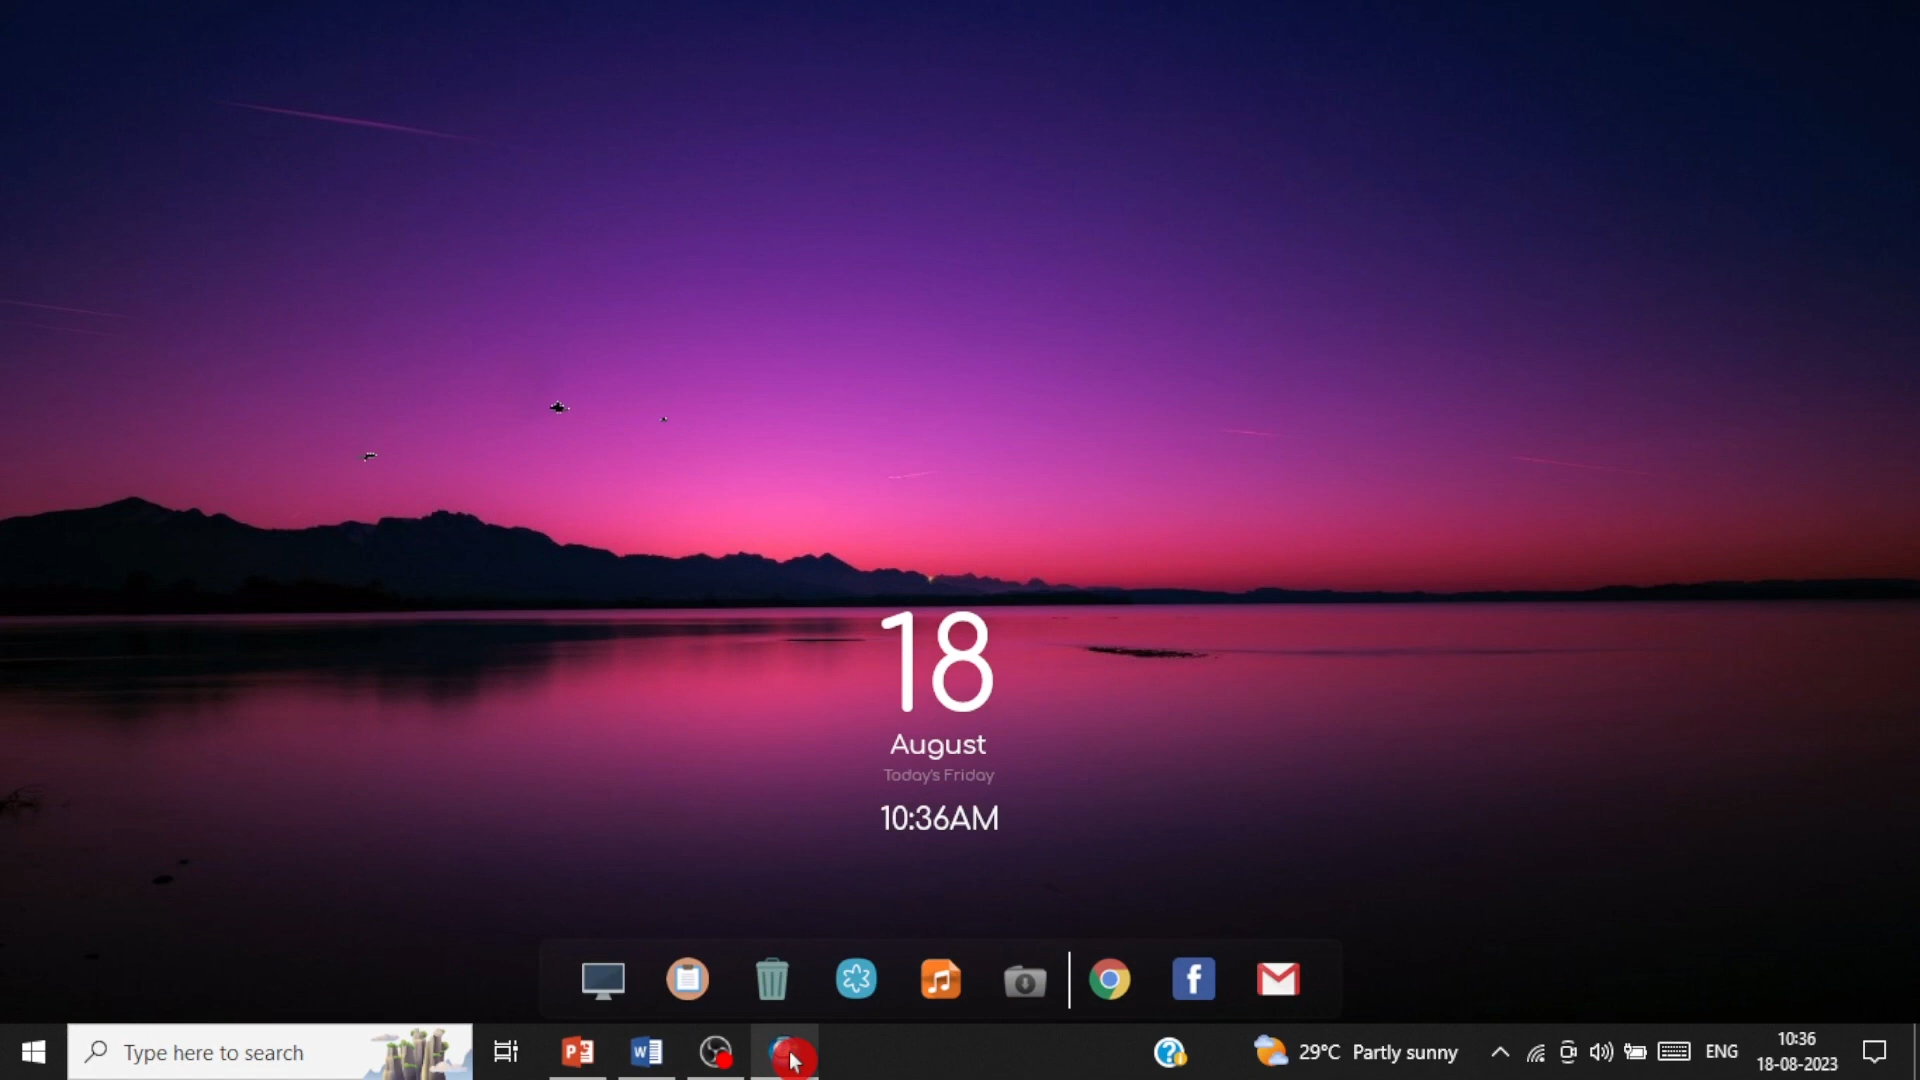 18
August
Today's Friday
10:36AM
Type here to search
29°C Partly sunny
ENG
10:36
18-08-2023